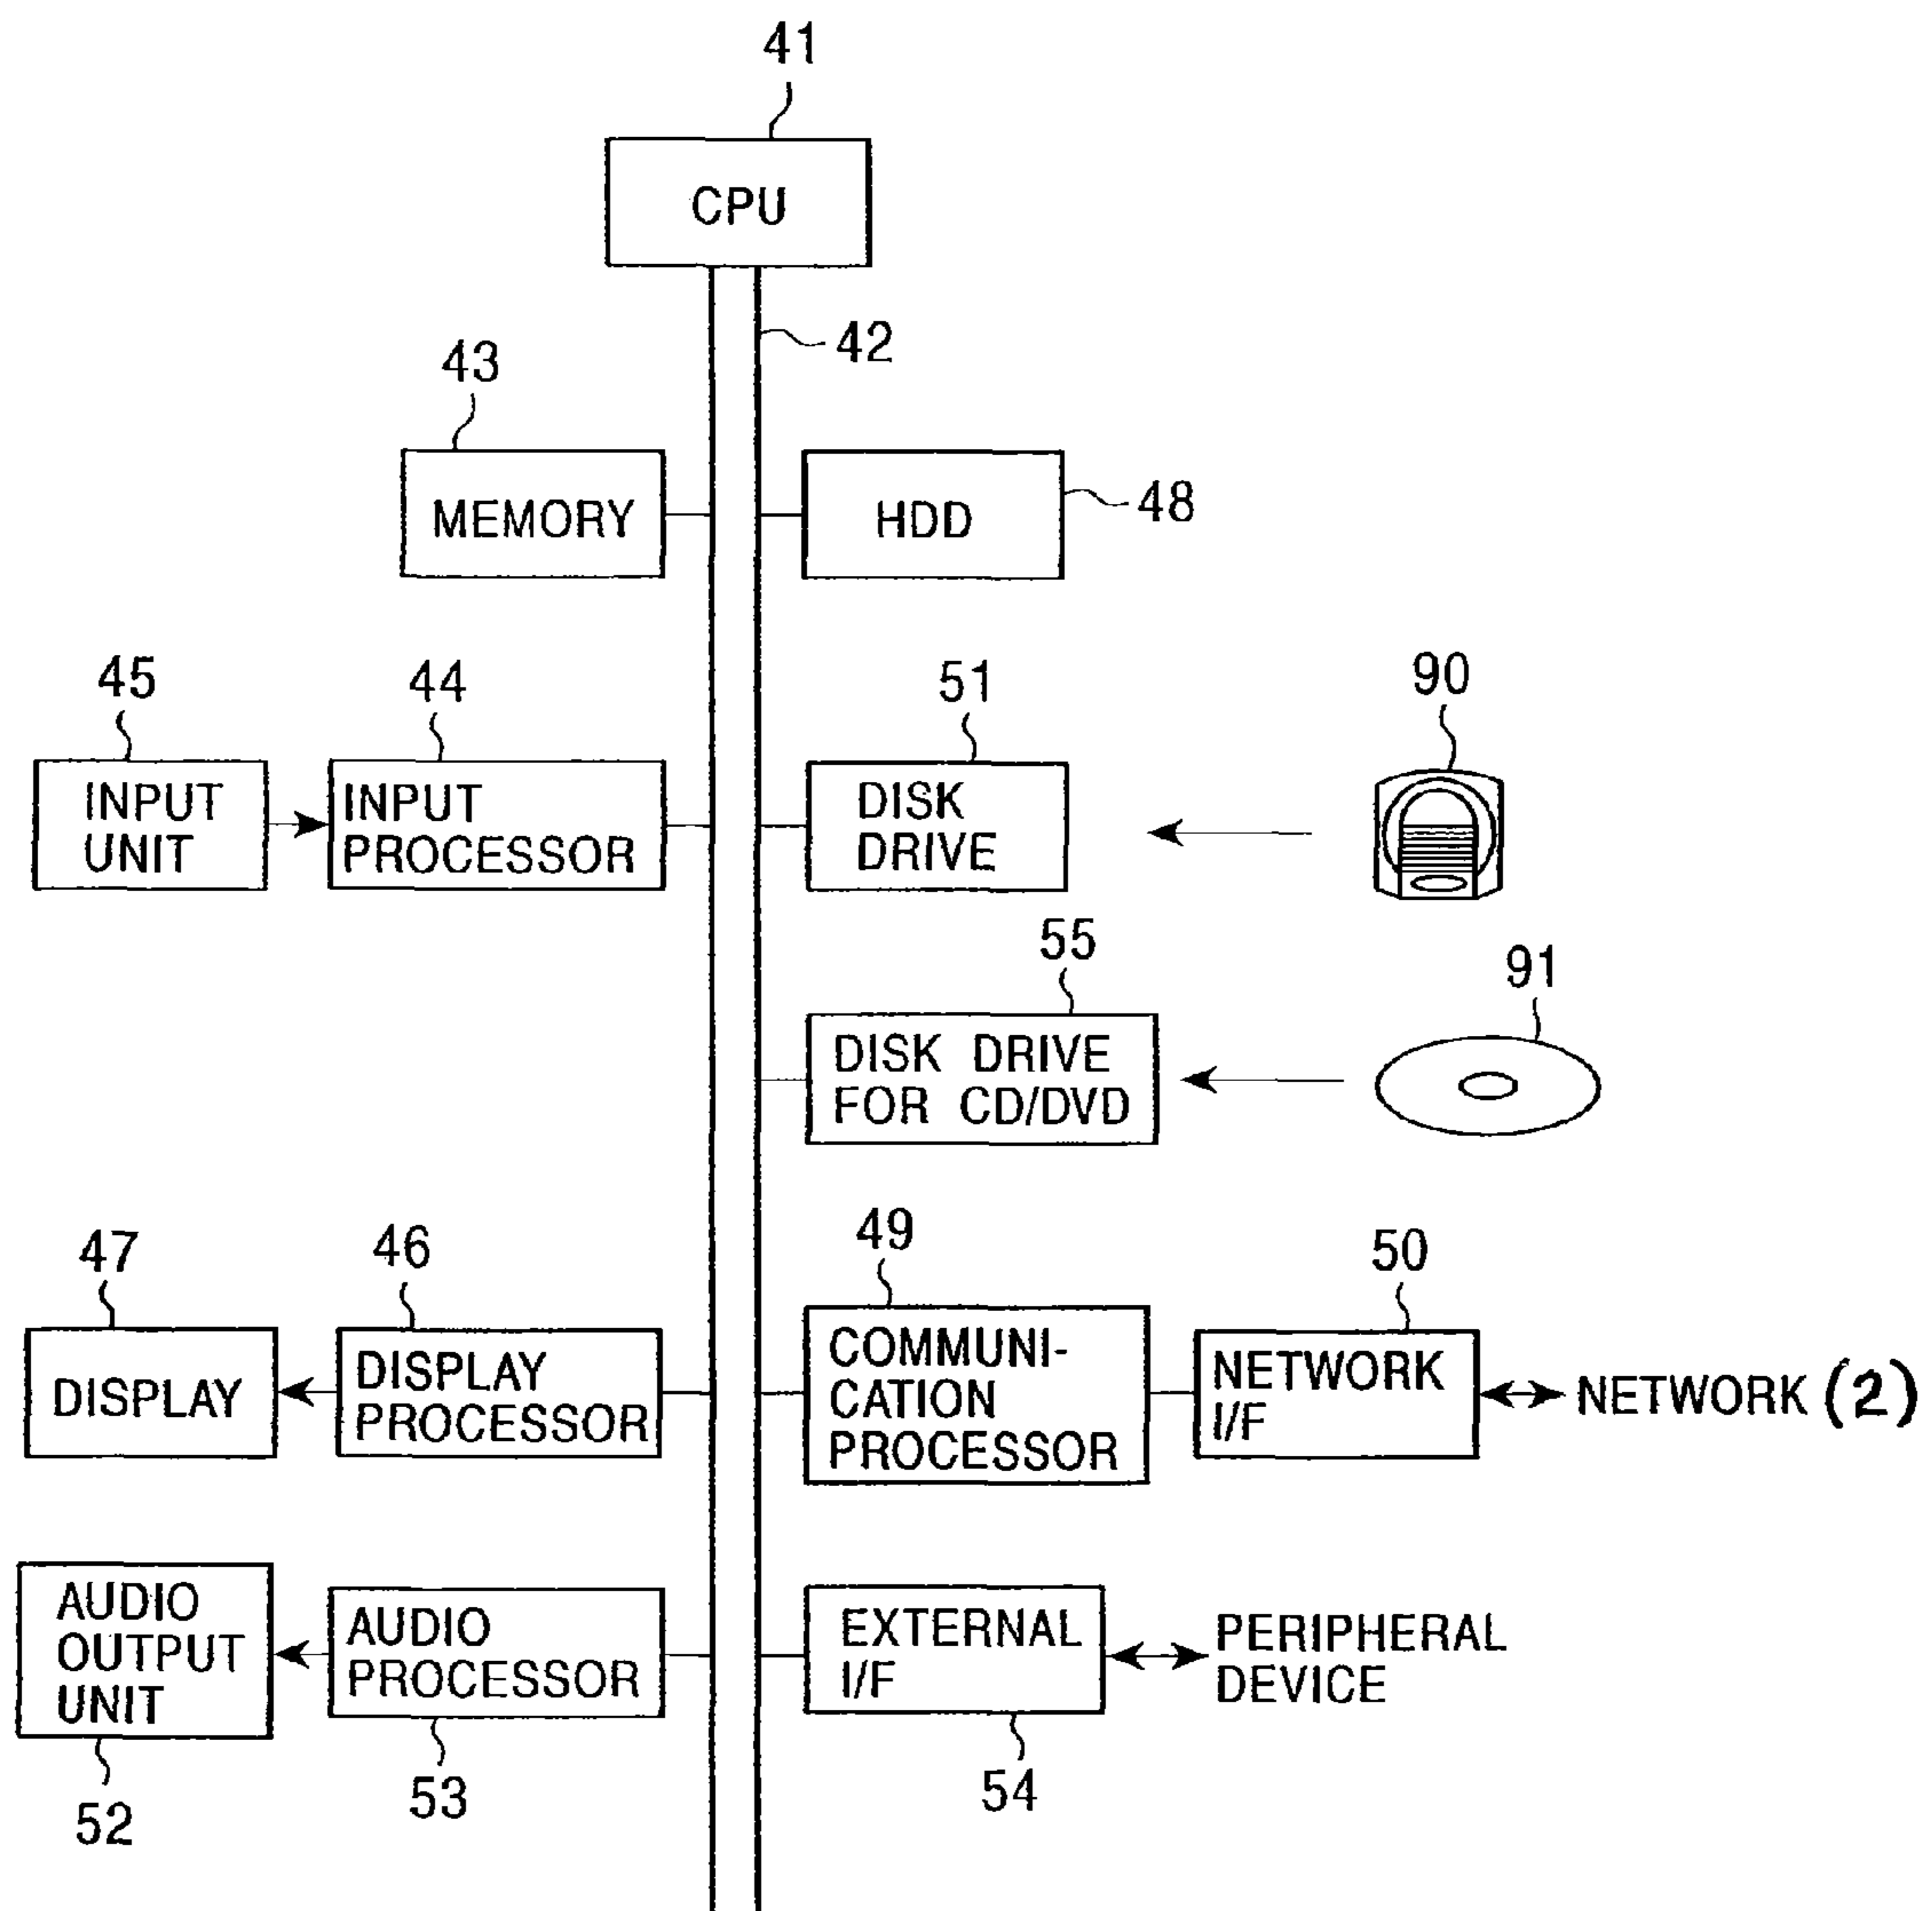 41
CPU
42
43
MEMORY
HDD
48
45
44
51
90
INPUT
UNIT
INPUT
PROCESSOR
DISK
DRIVE
55
91
DISK DRIVE
FOR CD/DVD
47
46
49
50
DISPLAY
DISPLAY
PROCESSOR
COMMUNI-
CATION
PROCESSOR
NETWORK
I/F
NETWORK (2)
AUDIO
OUTPUT
UNIT
AUDIO
PROCESSOR
EXTERNAL
I/F
PERIPHERAL
DEVICE
52
53
54